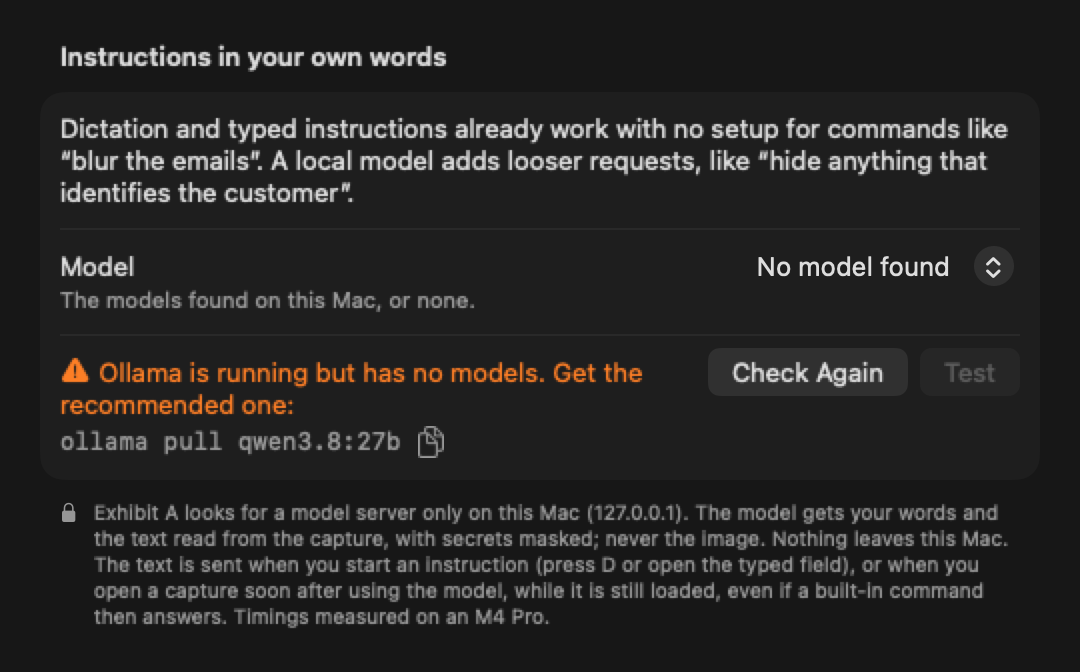 Instructions in your own words
Dictation and typed instructions already work with no setup for commands like
“blur the emails”. A local model adds looser requests, like “hide anything that
identifies the customer”.
Model
No model found
The models found on this Mac, or none.
Ollama is running but has no models. Get the
recommended one:
Check Again
Test
ollama pull qwen3.8:27b
Exhibit A looks for a model server only on this Mac (127.0.0.1). The model gets your words and
the text read from the capture, with secrets masked; never the image. Nothing leaves this Mac.
The text is sent when you start an instruction (press D or open the typed field), or when you
open a capture soon after using the model, while it is still loaded, even if a built-in command
then answers. Timings measured on an M4 Pro.